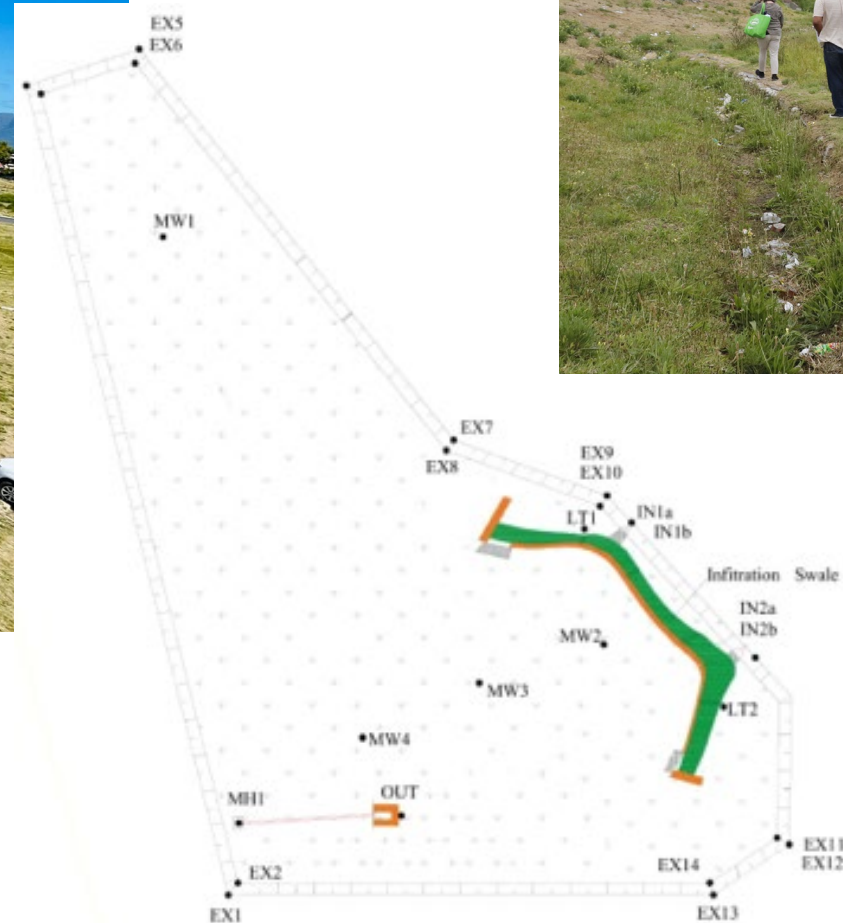 EX5
EX6
MW1
EX7
EX8
EX9
EX10
LT1
IN1a
IN1b
Infitration Swale
IN2a
IN2b
MW2
MW3
LT2
MW4
OUT
MH1
EX11
EX12
EX2
EX14
EX1
EX13